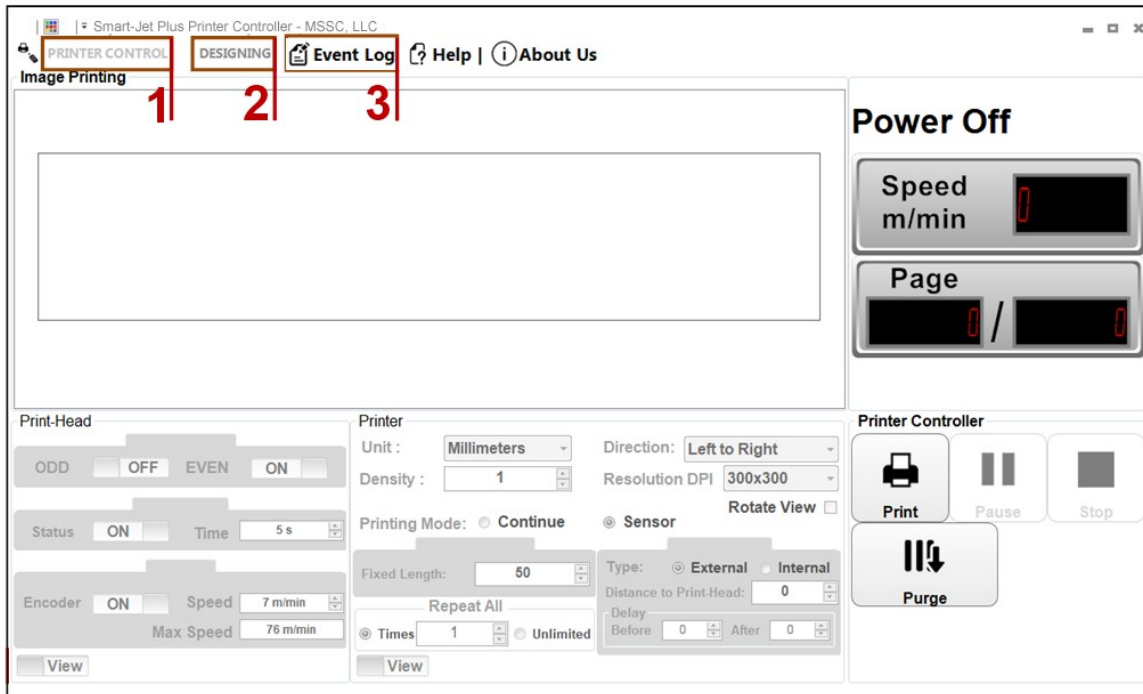 Smart-Jet Plus Printer Controller - MSSC, LLC
PRINTER CONTROL DESIGNING Event Log Help | About Us
1 2 3
Image Printing
Power Off
Speed
m/min
0
Page
0 / 0
Print-Head
ODD OFF EVEN ON
Status ON Time 5 s
Encoder ON Speed 7 m/min
Max Speed 76 m/min
View
Printer
Unit : Millimeters Direction: Left to Right
Density : 1 Resolution DPI 300x300
Rotate View
Printing Mode: Continue Sensor
Fixed Length: 50
Repeat All
Times 1 Unlimited
View
Type: External Internal
Distance to Print-Head: 0
Delay
Before 0 After 0
Printer Controller
Print Pause Stop
Purge